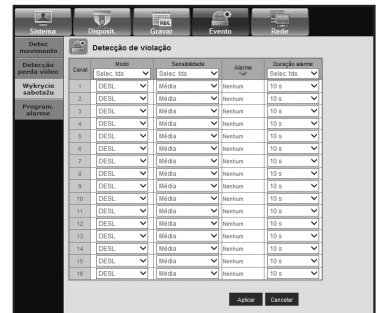 Sistema Disposit. Gravar Evento Rede
Detec movimento
Detecção perda vídeo
Wykrycie sabotażu
Program. alarme
Detecção de violação
Canal Modo Sensibilidade Alarme Duração alarme
Selec. tds Selec. tds Selec. tds
1 DESL Média Nenhum 10 s
2 DESL Média Nenhum 10 s
3 DESL Média Nenhum 10 s
4 DESL Média Nenhum 10 s
5 DESL Média Nenhum 10 s
6 DESL Média Nenhum 10 s
7 DESL Média Nenhum 10 s
8 DESL Média Nenhum 10 s
9 DESL Média Nenhum 10 s
10 DESL Média Nenhum 10 s
11 DESL Média Nenhum 10 s
12 DESL Média Nenhum 10 s
13 DESL Média Nenhum 10 s
14 DESL Média Nenhum 10 s
15 DESL Média Nenhum 10 s
16 DESL Média Nenhum 10 s
Aplicar Cancelar